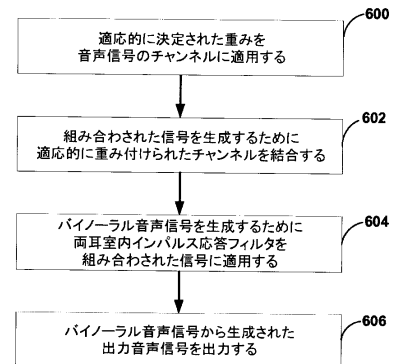 600
適応的に決定された重みを
音声信号のチャンネルに適用する
602
組み合わされた信号を生成するために
適応的に重み付けられたチャンネルを結合する
604
バイノーラル音声信号を生成するために
両耳室内インパルス応答フィルタを
組み合わされた信号に適用する
606
バイノーラル音声信号から生成された
出力音声信号を出力する